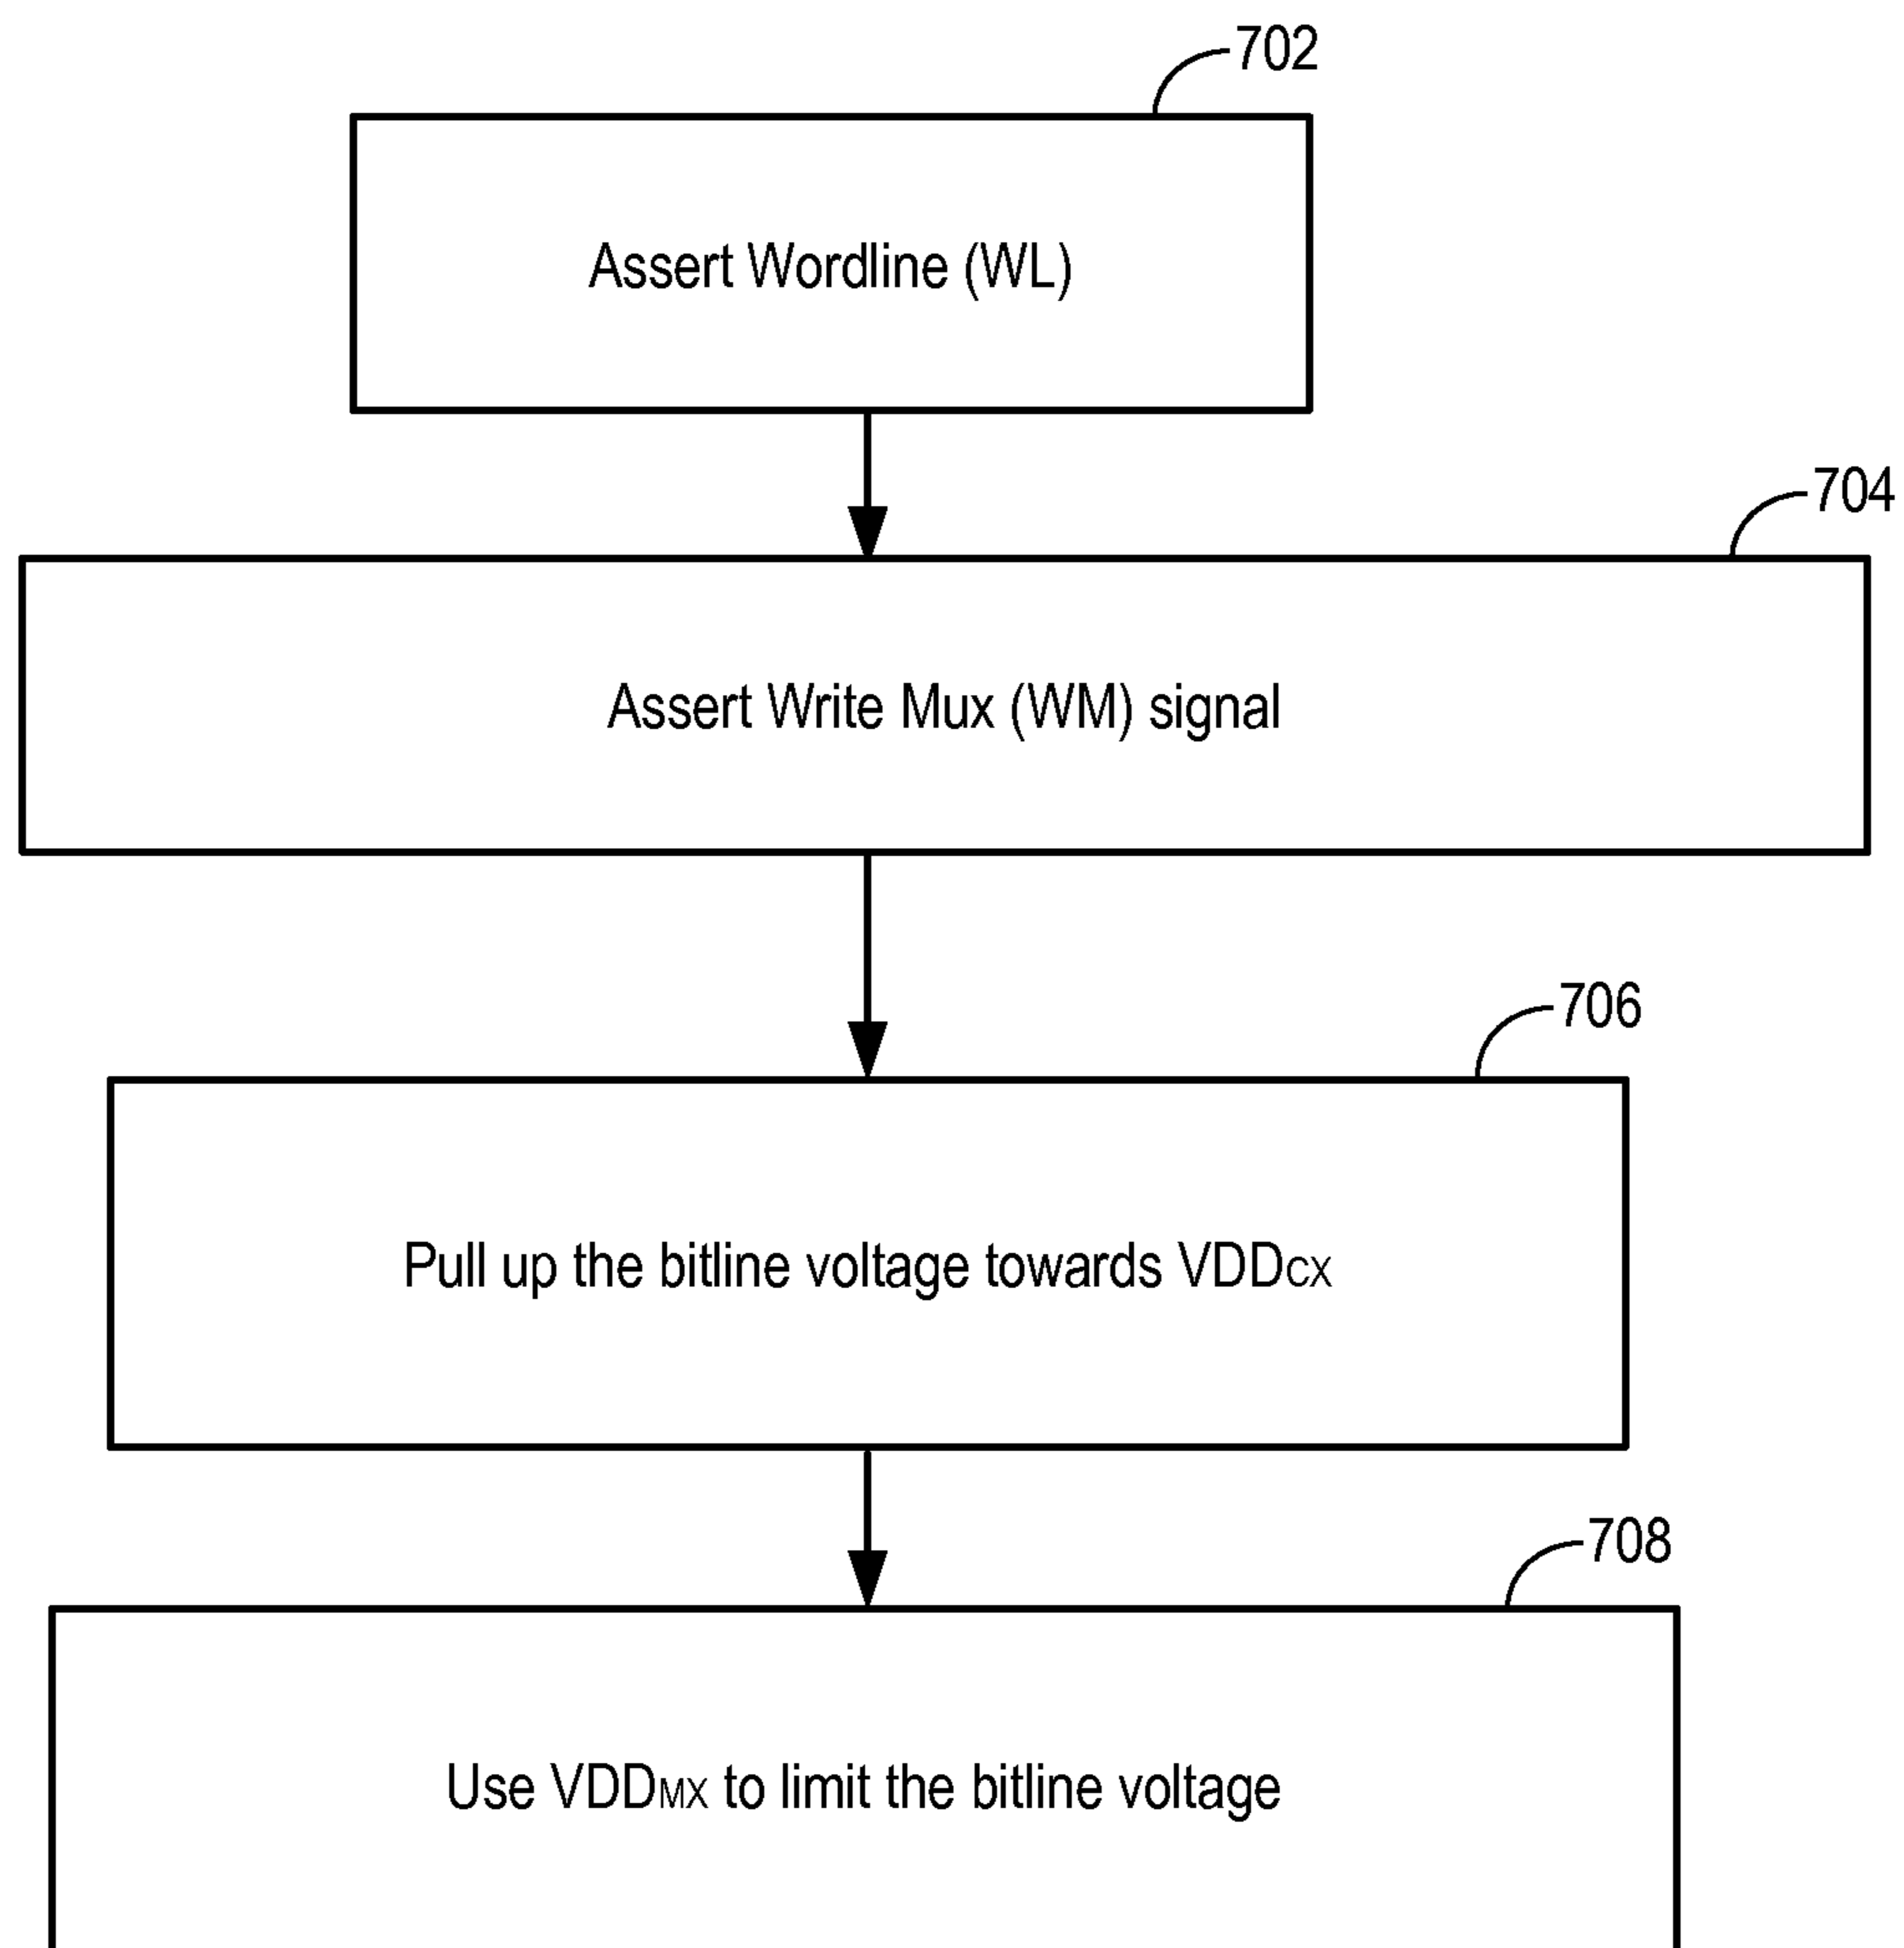 702
Assert Wordline (WL)
704
Assert Write Mux (WM) signal
706
Pull up the bitline voltage towards VDDCX
708
Use VDDMX to limit the bitline voltage